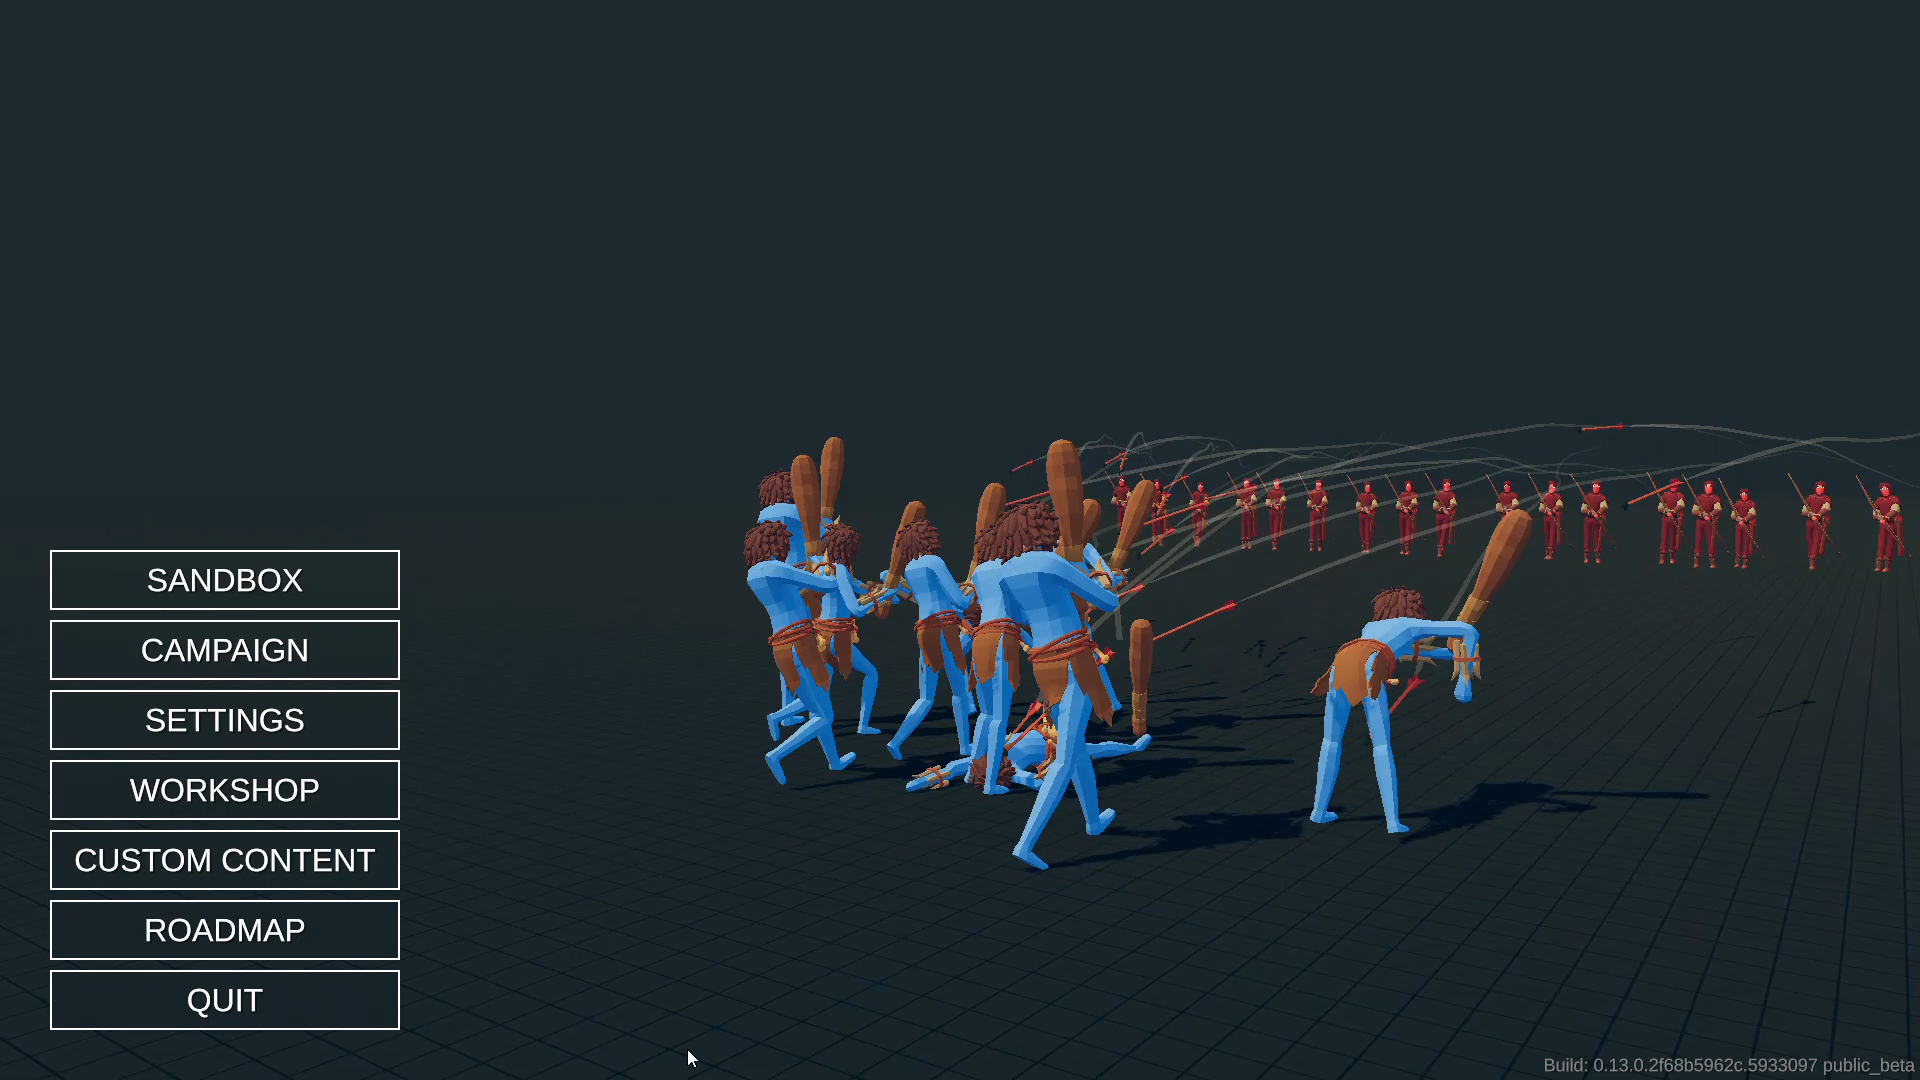 SANDBOX
CAMPAIGN
SETTINGS
WORKSHOP
CUSTOM CONTENT
ROADMAP
QUIT
Build: 0.13.0.2f68b5962c.5933097 public_beta